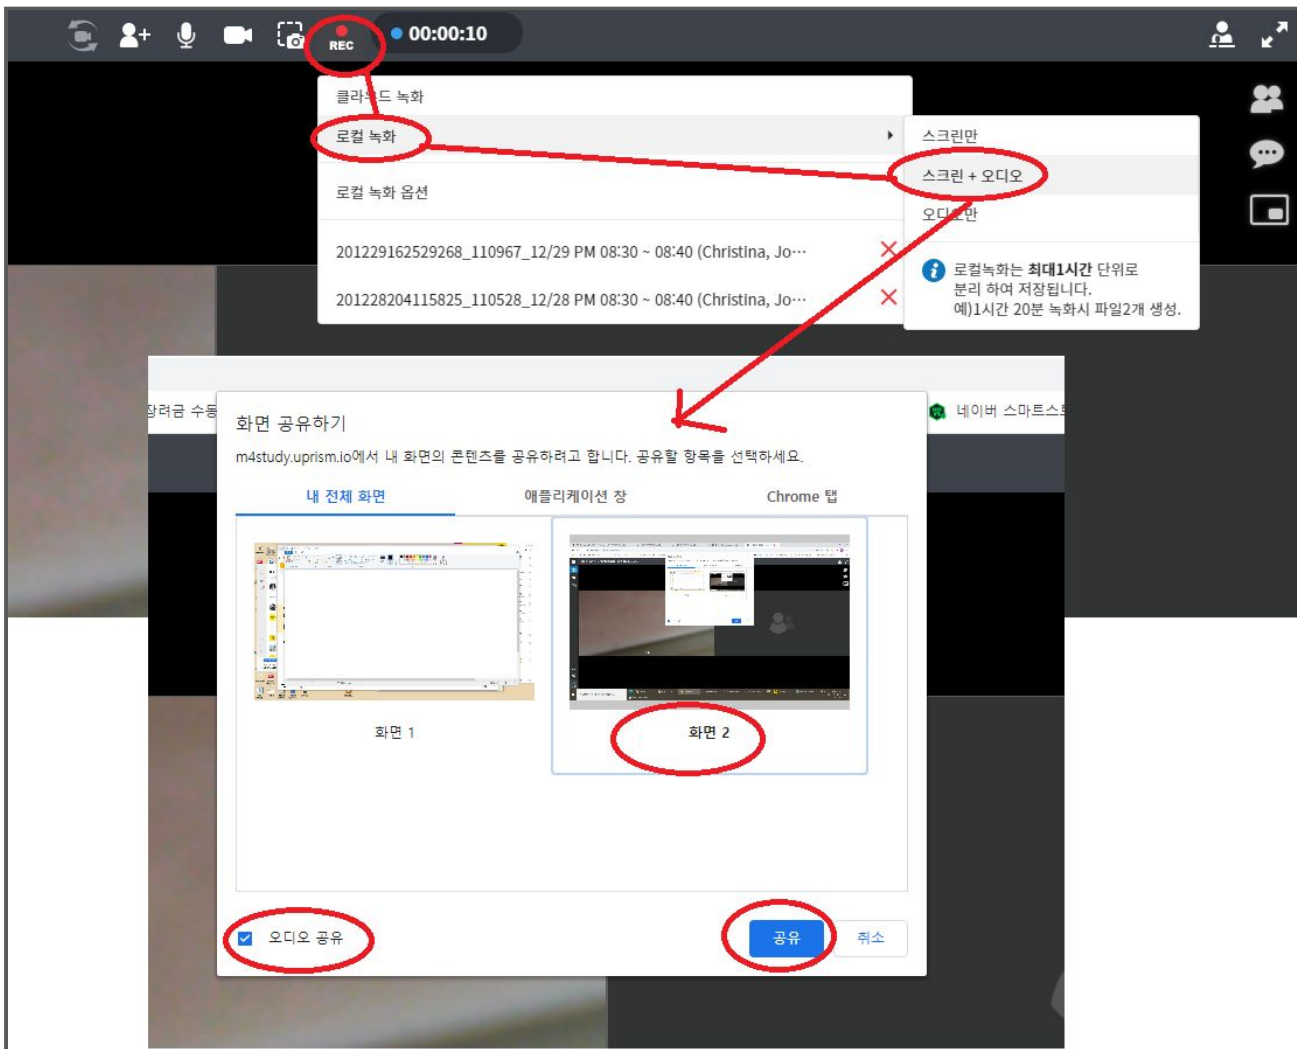 REC
00:00:10
클라우드 녹화
로컬 녹화
로컬 녹화 옵션
201229162529268_110967_12/29 PM 08:30 ~ 08:40 (Christina, Jo···
201228204115825_110528_12/28 PM 08:30 ~ 08:40 (Christina, Jo···
스크린만
스크린 + 오디오
오디오만
로컬녹화는 최대1시간 단위로
분리 하여 저장됩니다.
예)1시간 20분 녹화시 파일2개 생성.
장려금 수동
네이버 스마트스토
화면 공유하기
m4study.uprism.io에서 내 화면의 콘텐츠를 공유하려고 합니다. 공유할 항목을 선택하세요.
내 전체 화면
애플리케이션 창
Chrome 탭
화면 1
화면 2
오디오 공유
공유
취소